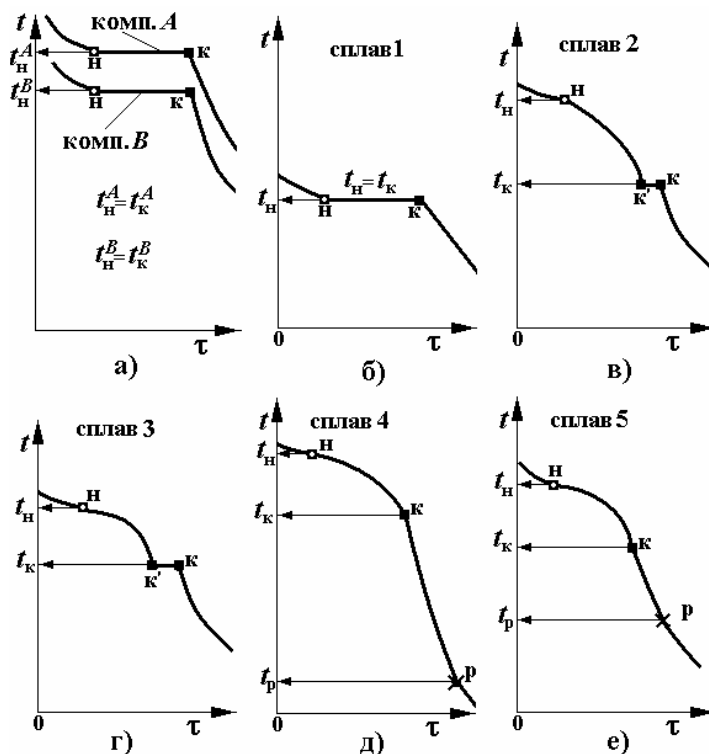 t
комп. A
t_н^A
н
к
t_н^B
н
к
комп. B
t_н^A = t_к^A
t_н^B = t_к^B
τ
а)
t
сплав 1
t_н = t_к
t_н
н
к
0
τ
б)
сплав 2
t
н
t_н
t_к
к'
к
0
τ
в)
сплав 3
t
н
t_н
t_к
к'
к
0
τ
г)
сплав 4
t
н
t_н
t_к
к
t_р
р
0
τ
д)
сплав 5
t
н
t_н
t_к
к
t_р
р
0
τ
е)